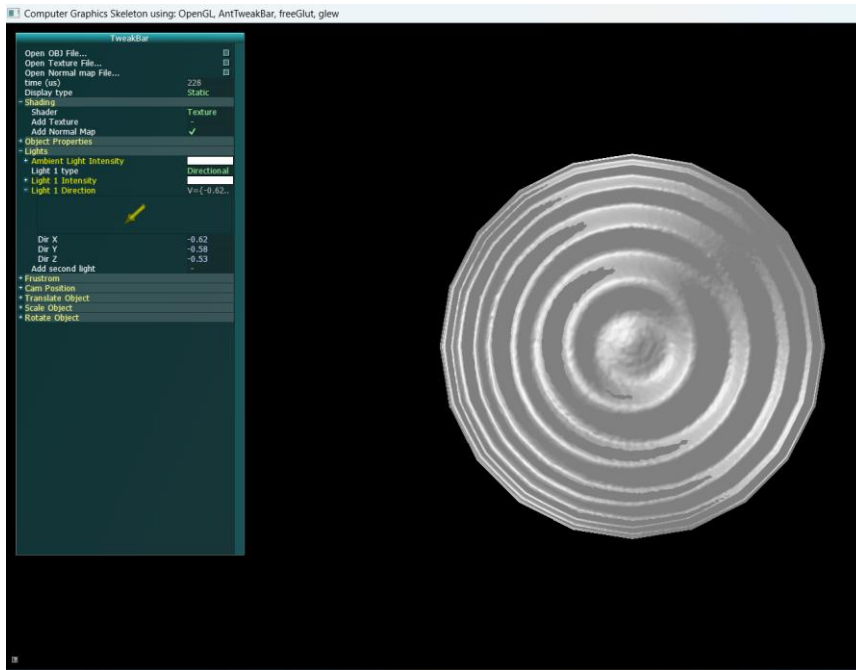 Computer Graphics Skeleton using: OpenGL, AntTweakBar, freeGlut, glew
TweakBar
Open OBJ File...
Open Texture File...
Open Normal map File...
time (us) 228
Display type Static
Shading
Shader Texture
Add Texture -
Add Normal Map ✓
Object Properties
Lights
Ambient Light Intensity
Light 1 type Directional
Light 1 Intensity
Light 1 Direction V={-0.62..
Dir X -0.62
Dir Y -0.58
Dir Z -0.53
Add second light -
Frustrom
Cam Position
Translate Object
Scale Object
Rotate Object